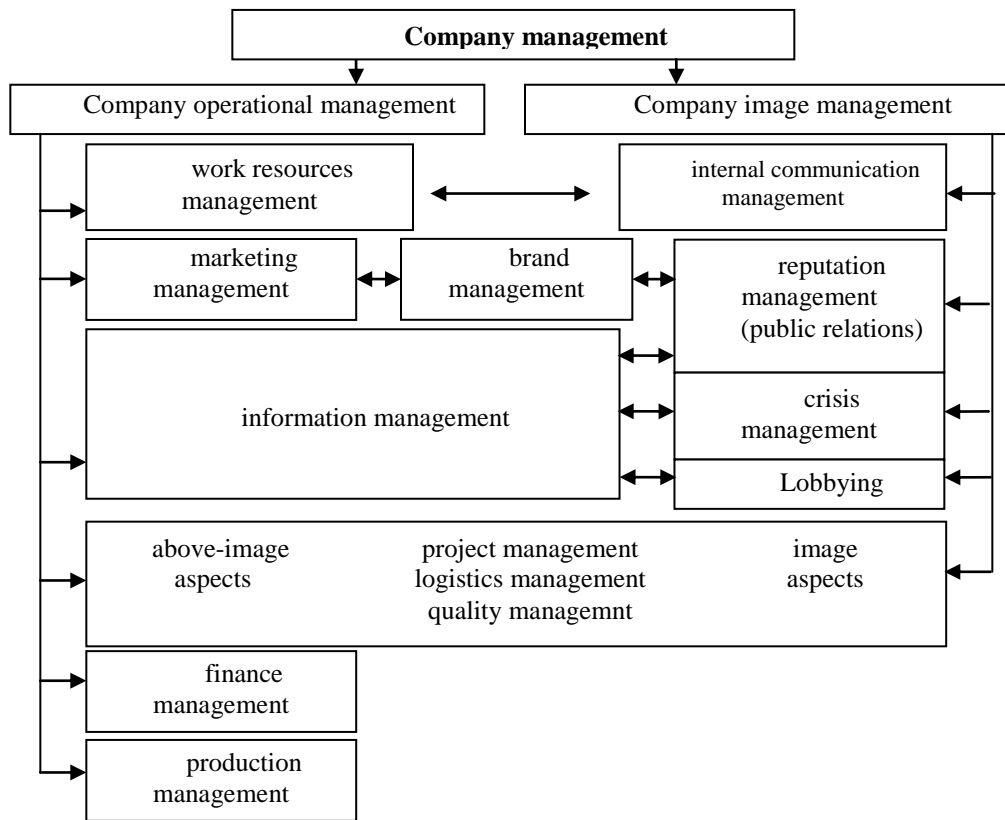 Company management
Company operational management
Company image management
work resources
management
internal communication
management
marketing
management
brand
management
reputation
management
(public relations)
information management
crisis
management
Lobbying
above-image
aspects
project management
logistics management
quality managemnt
image
aspects
finance
management
production
management